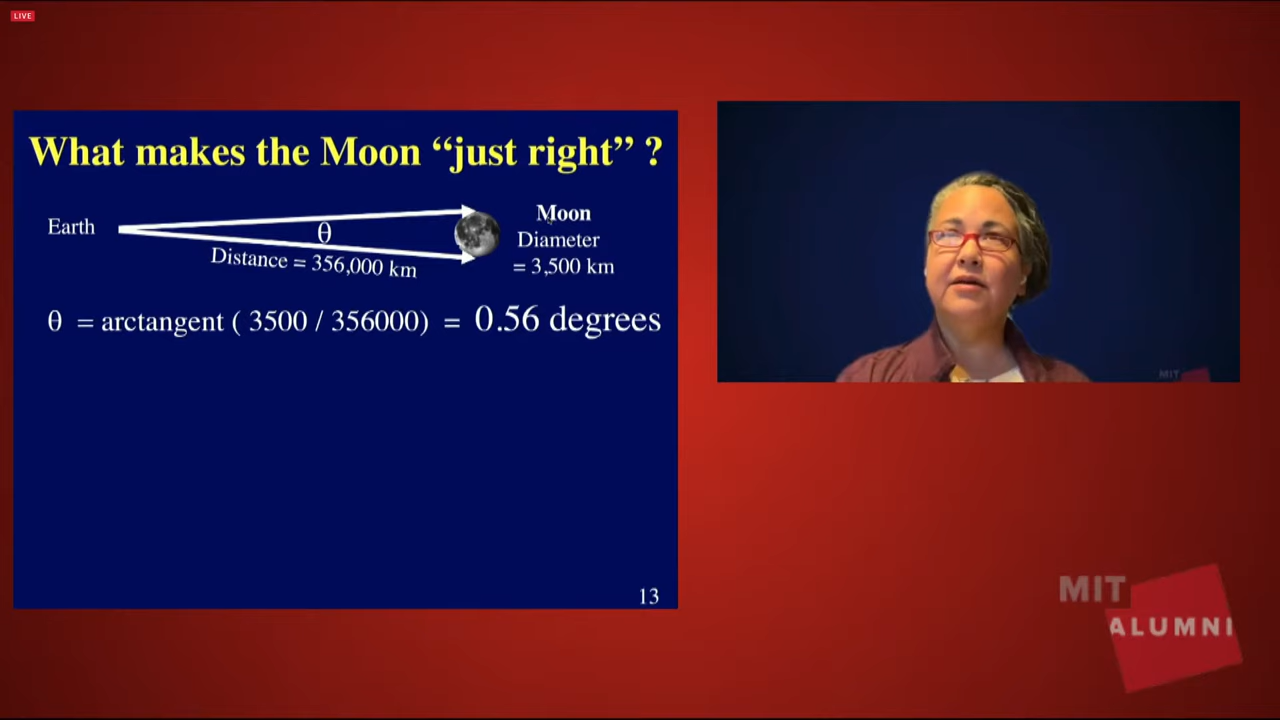 LIVE
What makes the Moon “just right” ?
Earth
θ
Distance = 356,000 km
Moon
Diameter
= 3,500 km
θ = arctangent ( 3500 / 356000) = 0.56 degrees
13
MIT
MIT
ALUMNI